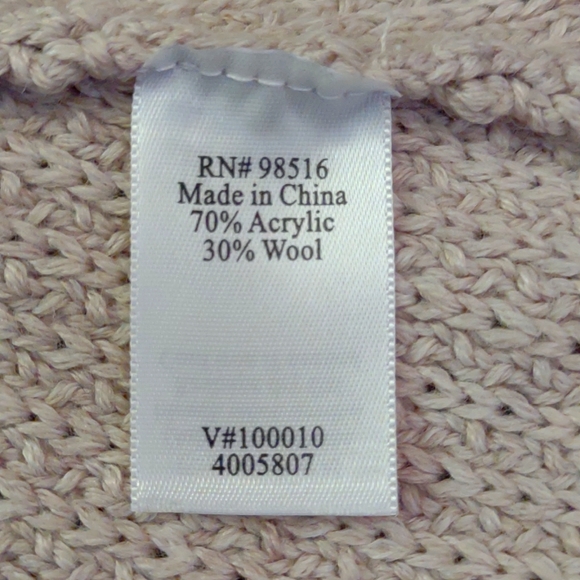 RN# 98516
Made in China
70% Acrylic
30% Wool
V#100010
4005807